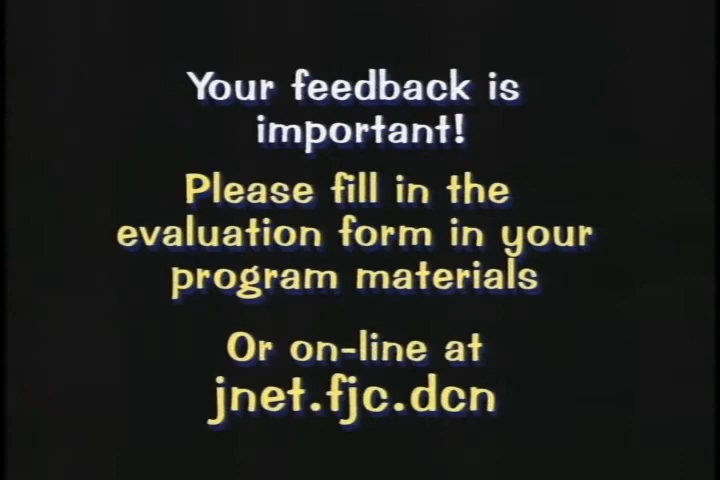 Your feedback is
important!
Please fill in the
evaluation form in your
program materials
Or on-line at
jnet.fjc.dcn